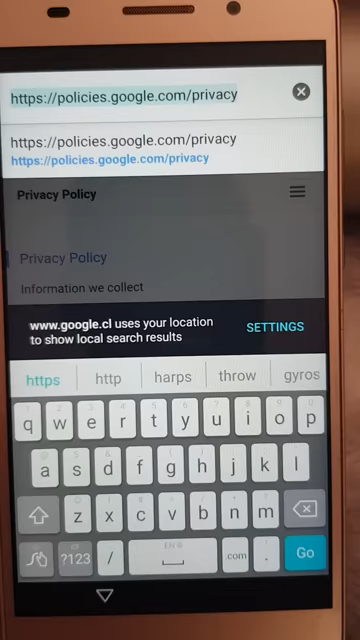 https://policies.google.com/privacy
https://policies.google.com/privacy
https://policies.google.com/privacy
Privacy Policy
Privacy Policy
Information we collect
www.google.cl uses your location
to show local search results
SETTINGS
https http harps throw gyros
q w e r t y u i o p
a s d f g h j k l
z x c v b n m
?123 / EN .com . Go